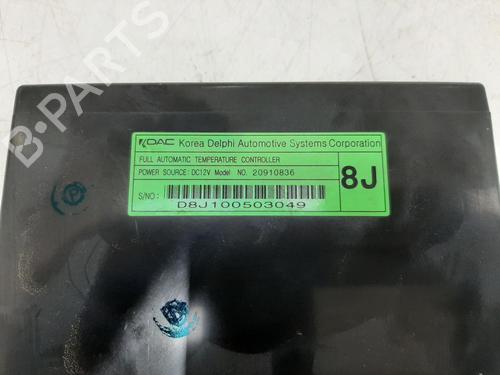 B-PARTS
KDAC Korea Delphi Automotive Systems Corporation
FULL AUTOMATIC TEMPERATURE CONTROLLER
POWER SOURCE: DC12V Model NO. 20910836
8J
S/NO:
D8J100503049